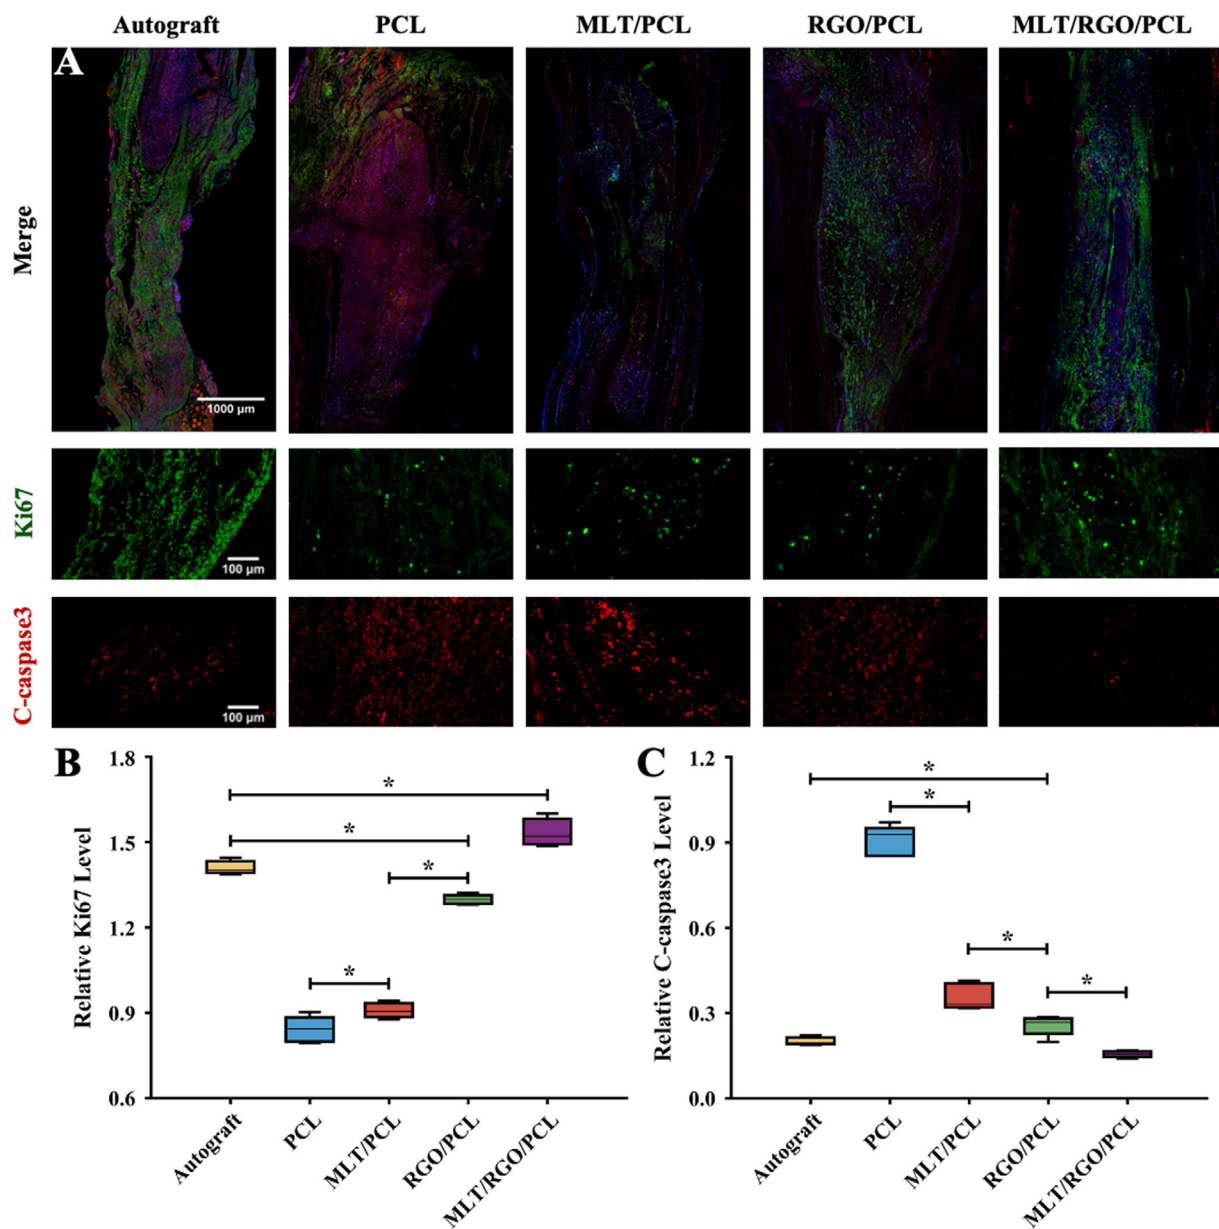 Autograft PCL MLT/PCL RGO/PCL MLT/RGO/PCL
A
Merge
1000 μm
Ki67
100 μm
C-caspase3
100 μm
B
Relative Ki67 Level
1.8
1.5
1.2
0.9
0.6
*
*
*
*
Autograft
PCL
MLT/PCL
RGO/PCL
MLT/RGO/PCL
C
Relative C-caspase3 Level
1.2
0.9
0.6
0.3
0.0
*
*
*
*
Autograft
PCL
MLT/PCL
RGO/PCL
MLT/RGO/PCL